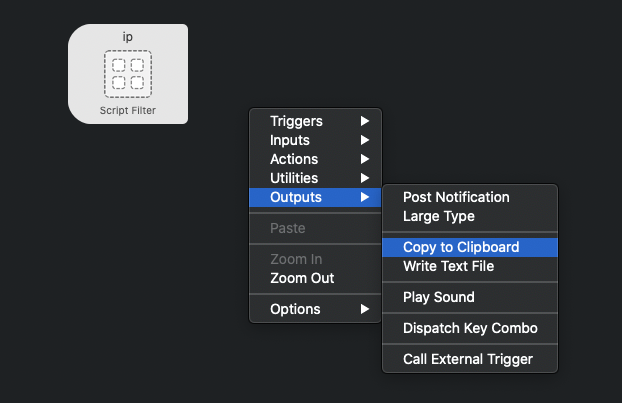 ip
Script Filter
Triggers
Inputs
Actions
Utilities
Outputs
Paste
Zoom In
Zoom Out
Options
Post Notification
Large Type
Copy to Clipboard
Write Text File
Play Sound
Dispatch Key Combo
Call External Trigger